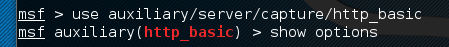 msf > use auxiliary/server/capture/http_basic
msf auxiliary(http_basic) > show options